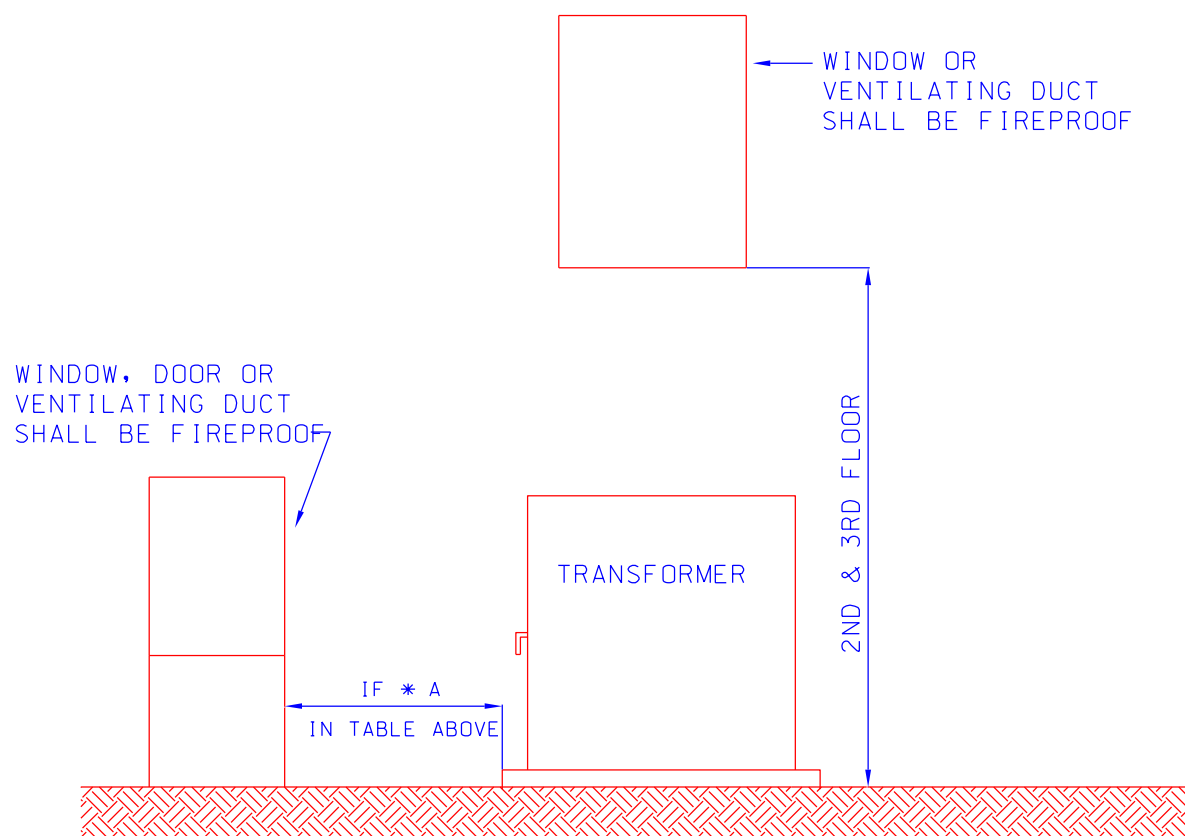 WINDOW OR
VENTILATING DUCT
SHALL BE FIREPROOF
WINDOW, DOOR OR
VENTILATING DUCT
SHALL BE FIREPROOF
2ND & 3RD FLOOR
TRANSFORMER
IF * A
IN TABLE ABOVE